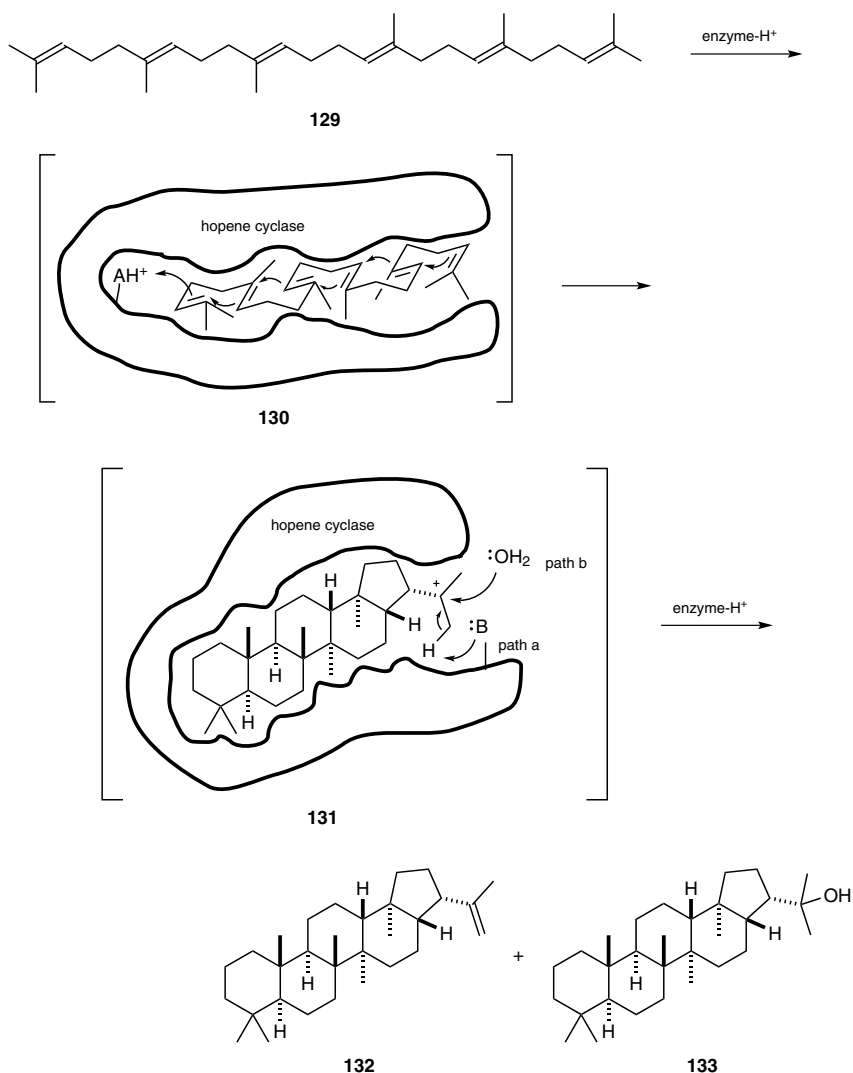 enzyme-H⁺
129
hopene cyclase
AH⁺
130
hopene cyclase
:OH₂ path b
H
+
H
:B
H
path a
H
H
enzyme-H⁺
131
H
H
H
H
132
+
H
OH
H
H
H
133